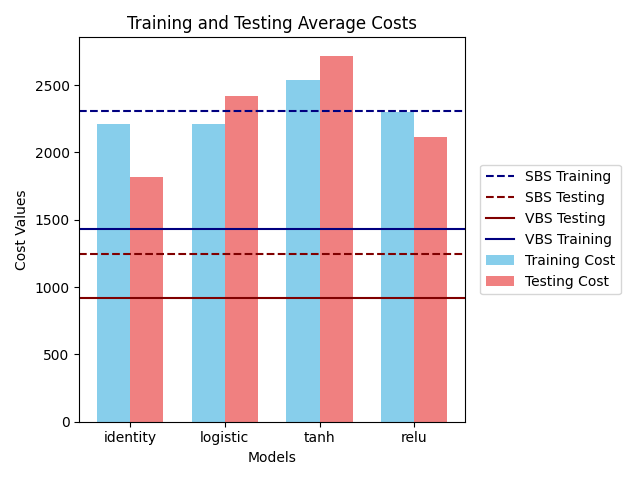 Training and Testing Average Costs
Cost Values
2500
2000
1500
1000
500
0
identity
logistic
tanh
relu
Models
SBS Training
SBS Testing
VBS Testing
VBS Training
Training Cost
Testing Cost